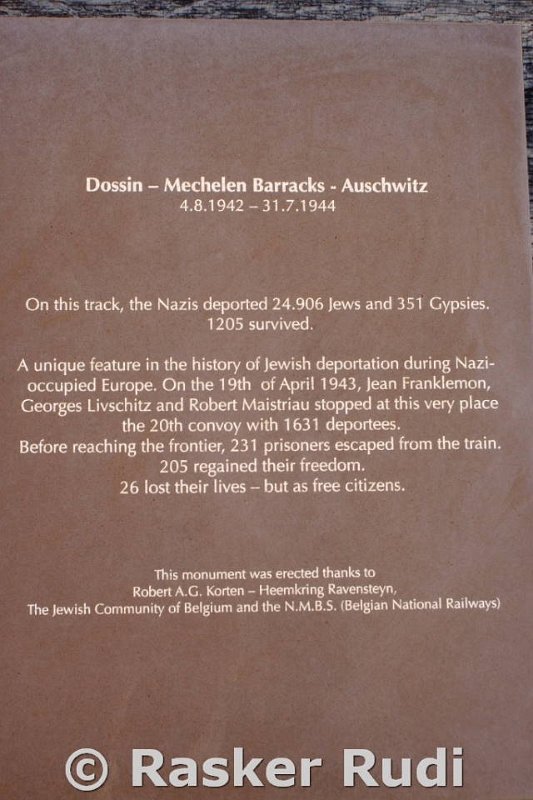 Dossin – Mechelen Barracks - Auschwitz
4.8.1942 – 31.7.1944
On this track, the Nazis deported 24.906 Jews and 351 Gypsies.
1205 survived.
A unique feature in the history of Jewish deportation during Nazi-
occupied Europe. On the 19th of April 1943, Jean Franklemon,
Georges Livschitz and Robert Maistriau stopped at this very place
the 20th convoy with 1631 deportees.
Before reaching the frontier, 231 prisoners escaped from the train.
205 regained their freedom.
26 lost their lives – but as free citizens.
This monument was erected thanks to
Robert A.G. Korten – Heemkring Ravensteyn,
The Jewish Community of Belgium and the N.M.B.S. (Belgian National Railways)
© Rasker Rudi